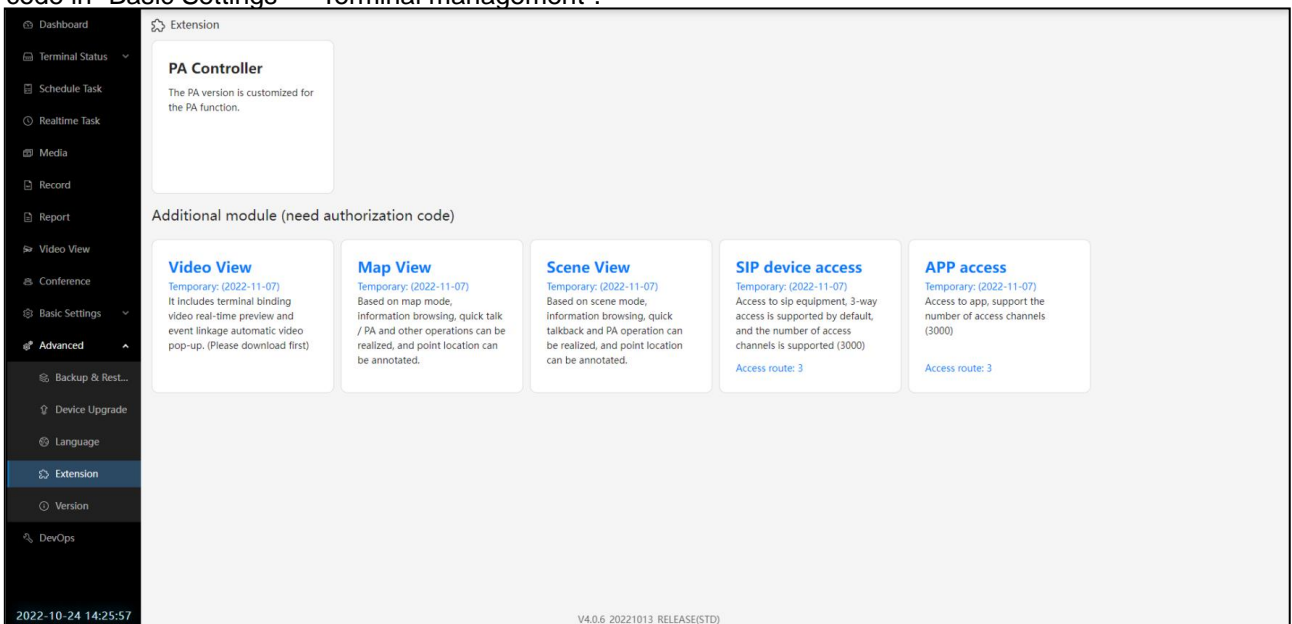 code in "Basic Settings" - "Terminal management".
Dashboard
Terminal Status
Schedule Task
Realtime Task
Media
Record
Report
Video View
Conference
Basic Settings
Advanced
Backup & Rest...
Device Upgrade
Language
Extension
Version
DevOps
2022-10-24 14:25:57
Extension
PA Controller
The PA version is customized for
the PA function.
Additional module (need authorization code)
Video View
Temporary: (2022-11-07)
It includes terminal binding
video real-time preview and
event linkage automatic video
pop-up. (Please download first)
Map View
Temporary: (2022-11-07)
Based on map mode,
information browsing, quick talk
/ PA and other operations can be
realized, and point location can
be annotated.
Scene View
Temporary: (2022-11-07)
Based on scene mode,
information browsing, quick
talkback and PA operation can
be realized, and point location
can be annotated.
SIP device access
Temporary: (2022-11-07)
Access to sip equipment, 3-way
access is supported by default,
and the number of access
channels is supported (3000)
Access route: 3
APP access
Temporary: (2022-11-07)
Access to app, support the
number of access channels
(3000)
Access route: 3
V4.0.6_20221013_RELEASE(STD)